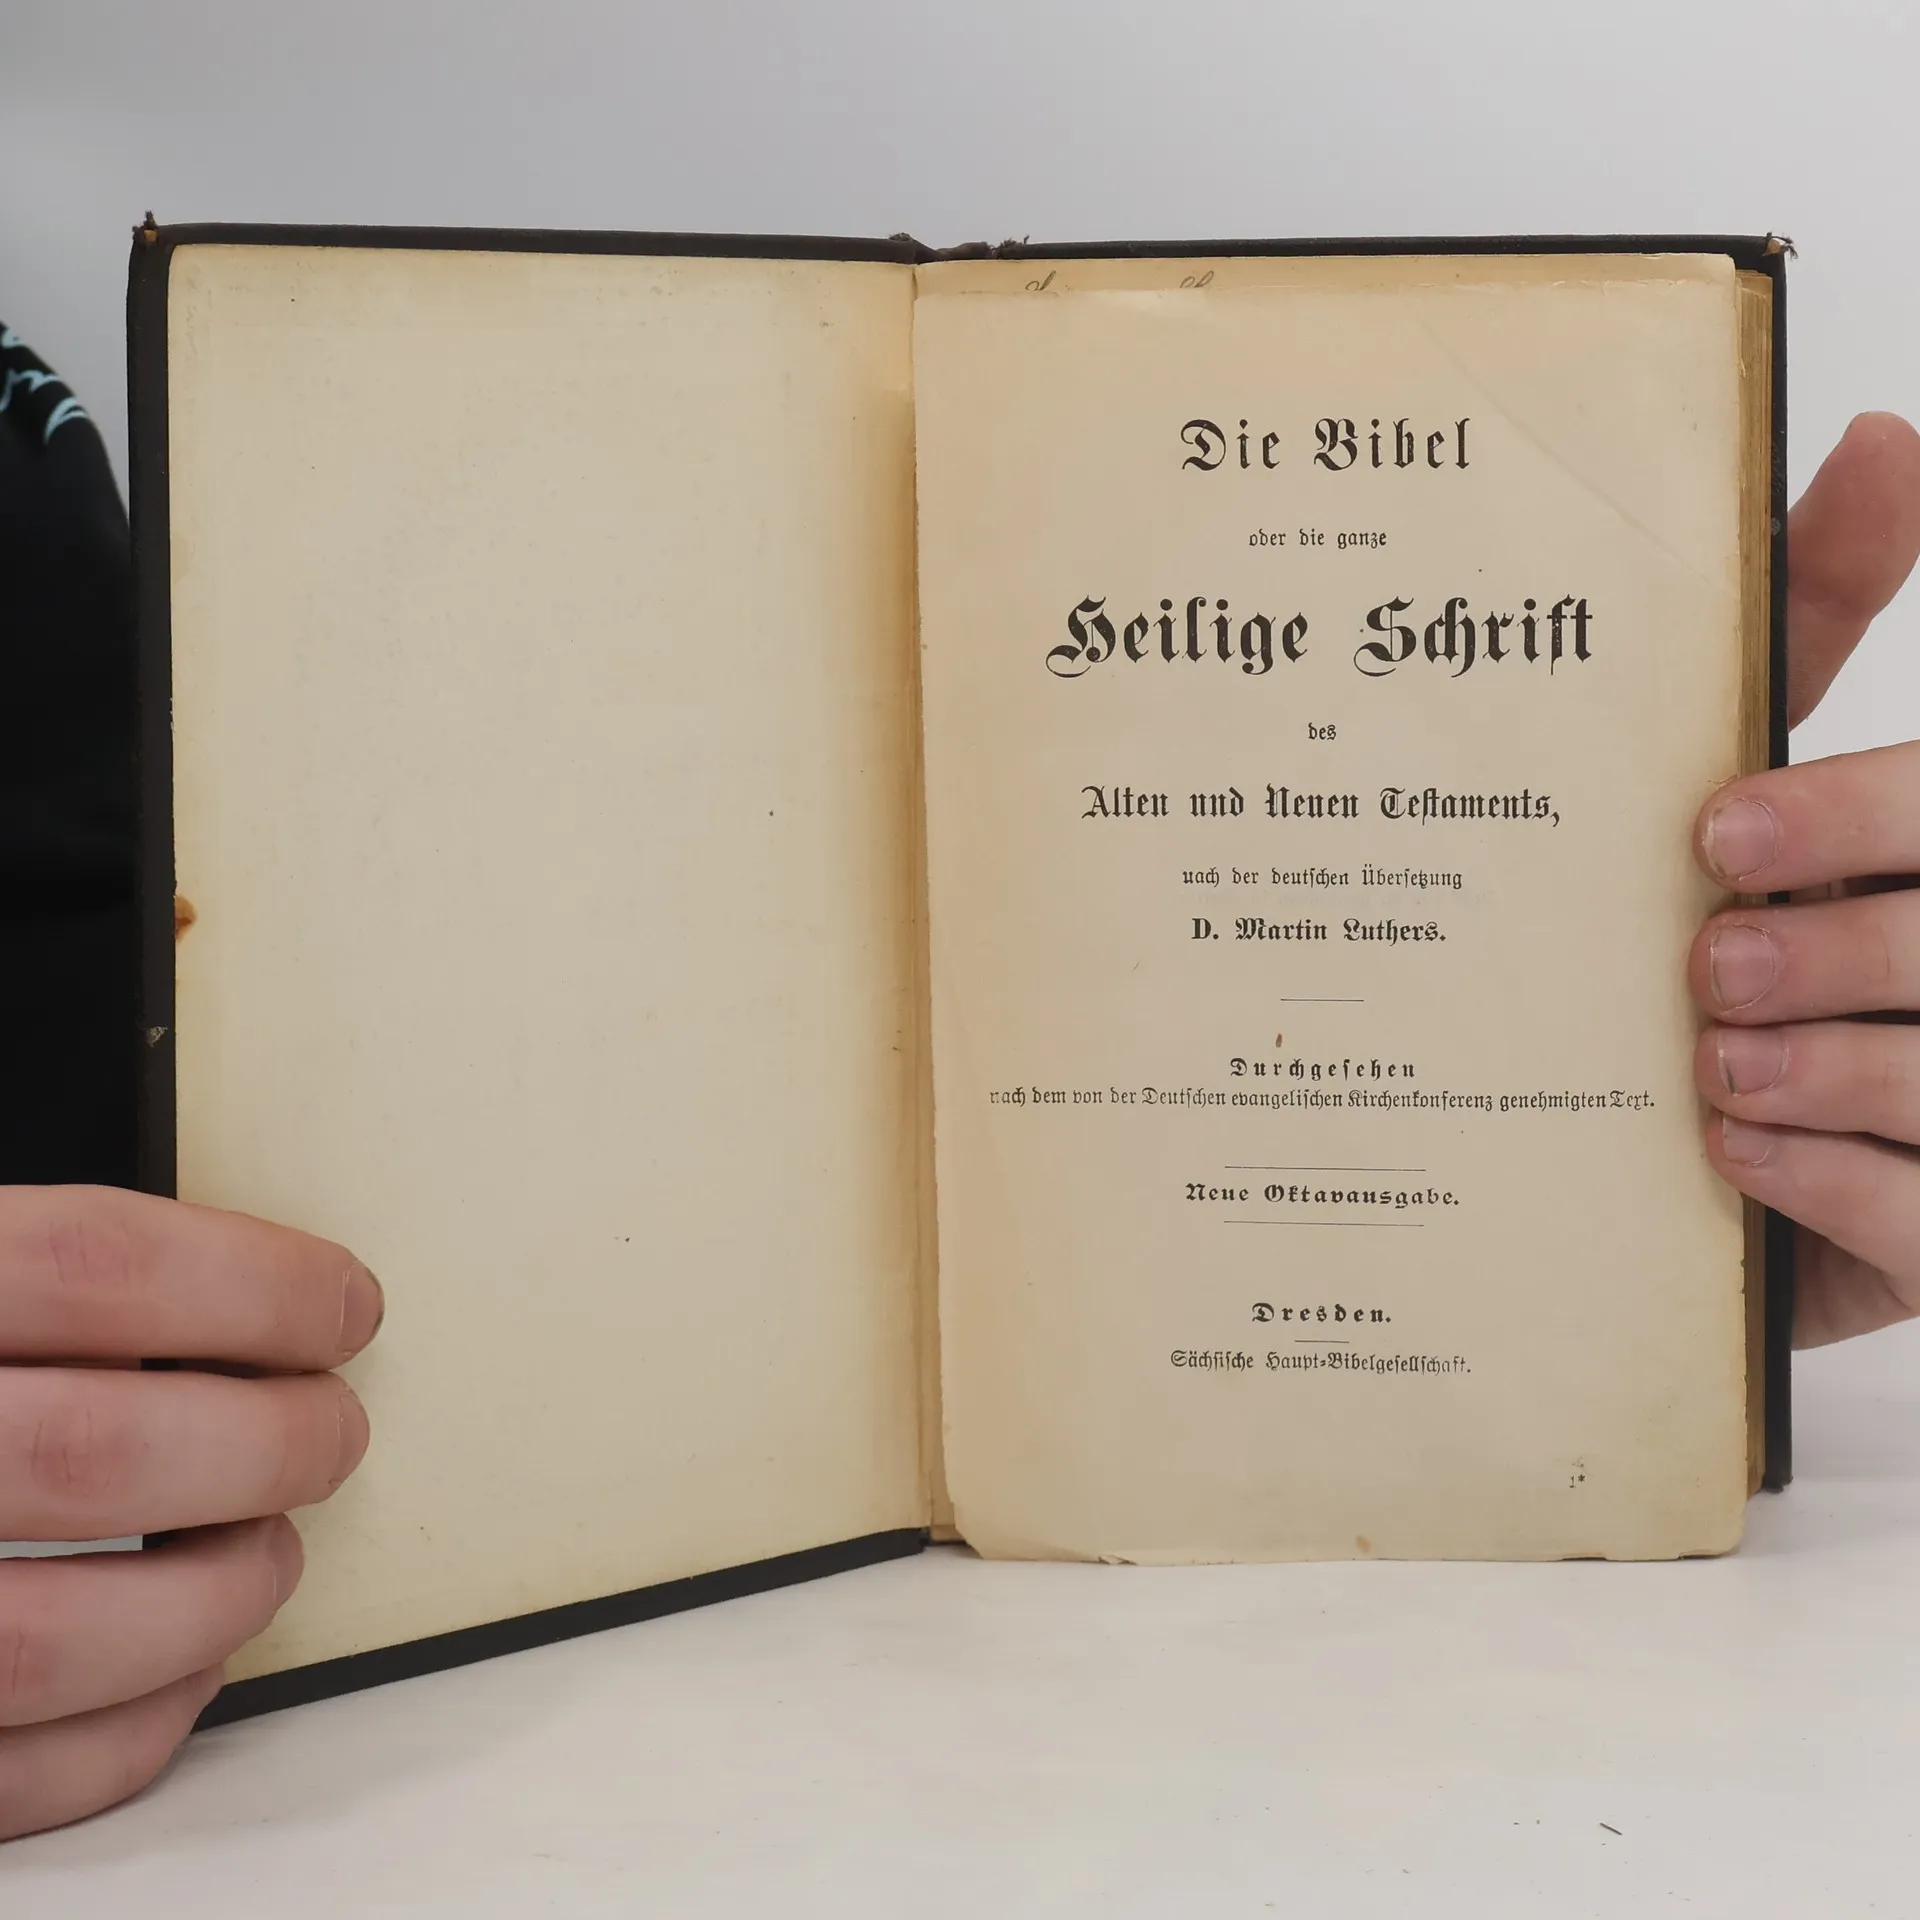 Die Bibel
oder die ganze
Heilige Schrift
des
Alten und Neuen Testaments,
nach der deutschen Übersetzung
D. Martin Luthers.
Durchgesehen
nach dem von der Deutschen evangelischen Kirchenkonferenz genehmigten Text.
Neue Oktavausgabe.
Dresden.
Sächsische Haupt-Bibelgesellschaft.
1*